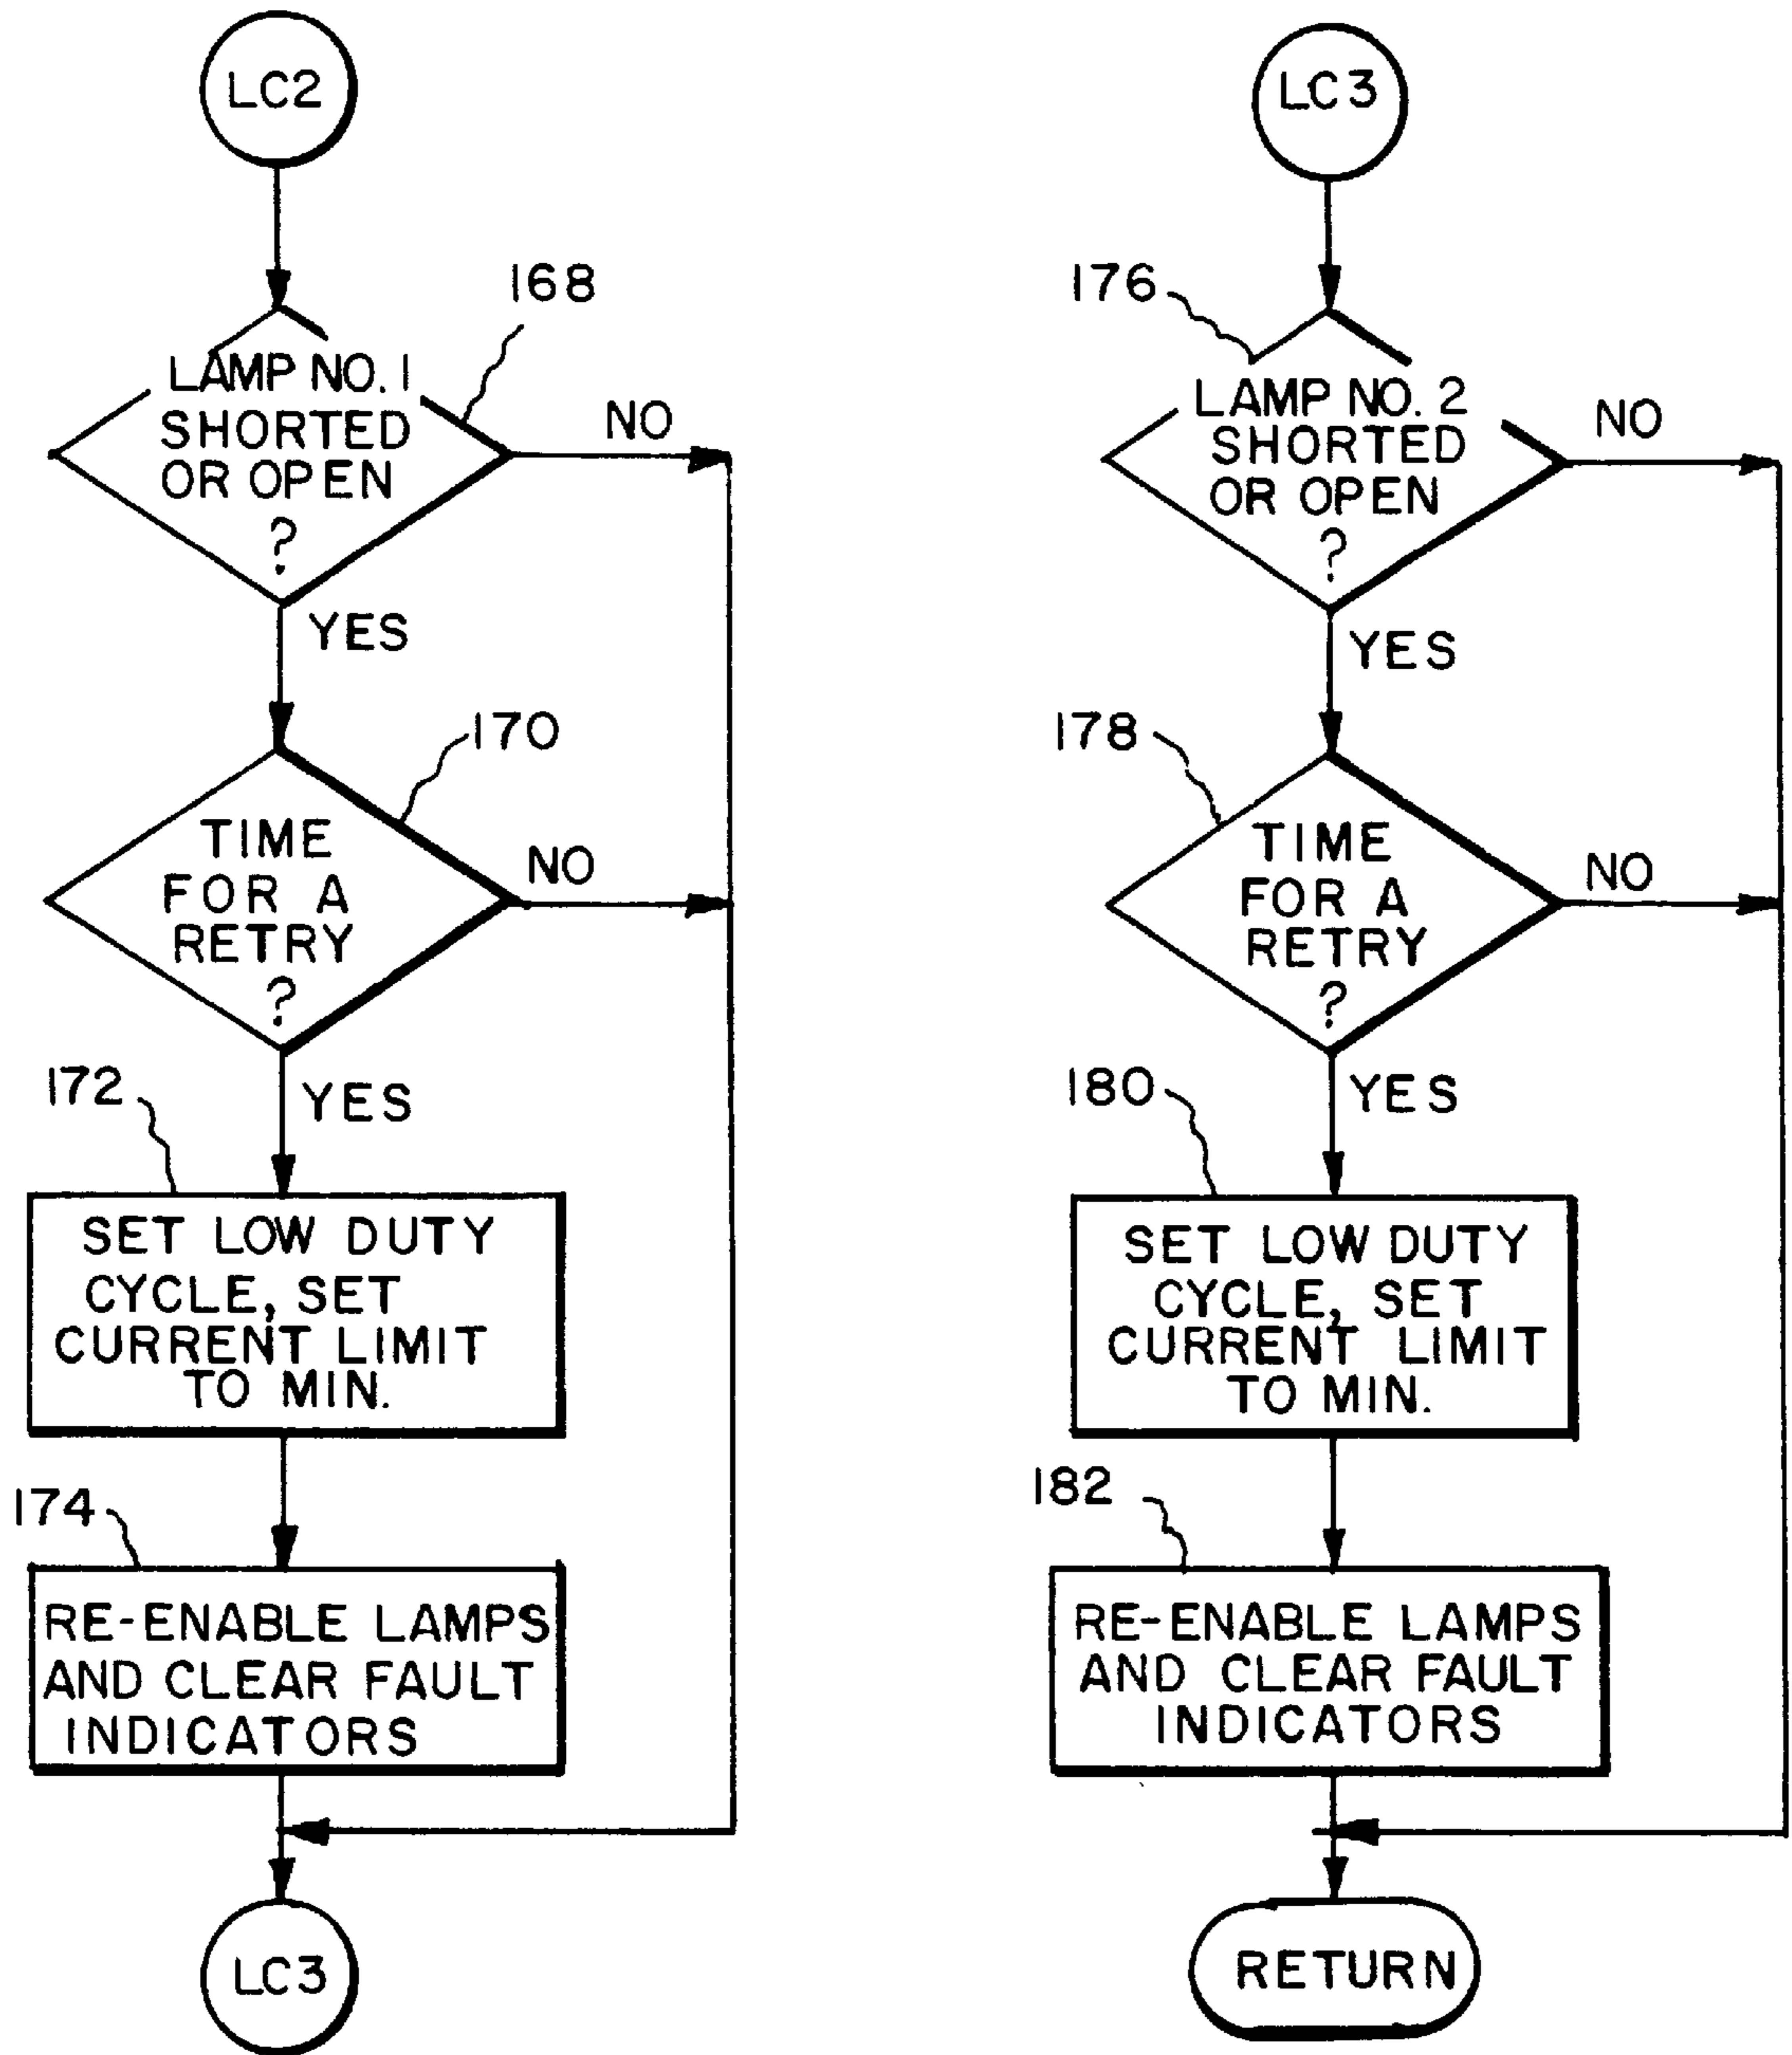 LC2
168
LAMP NO. 1
SHORTED
OR OPEN
?
NO
YES
170
TIME
FOR A
RETRY
?
NO
YES
172
SET LOW DUTY
CYCLE, SET
CURRENT LIMIT
TO MIN.
174
RE-ENABLE LAMPS
AND CLEAR FAULT
INDICATORS
LC3
LC3
176
LAMP NO. 2
SHORTED
OR OPEN
?
NO
YES
178
TIME
FOR A
RETRY
?
NO
YES
180
SET LOW DUTY
CYCLE, SET
CURRENT LIMIT
TO MIN.
182
RE-ENABLE LAMPS
AND CLEAR FAULT
INDICATORS
RETURN